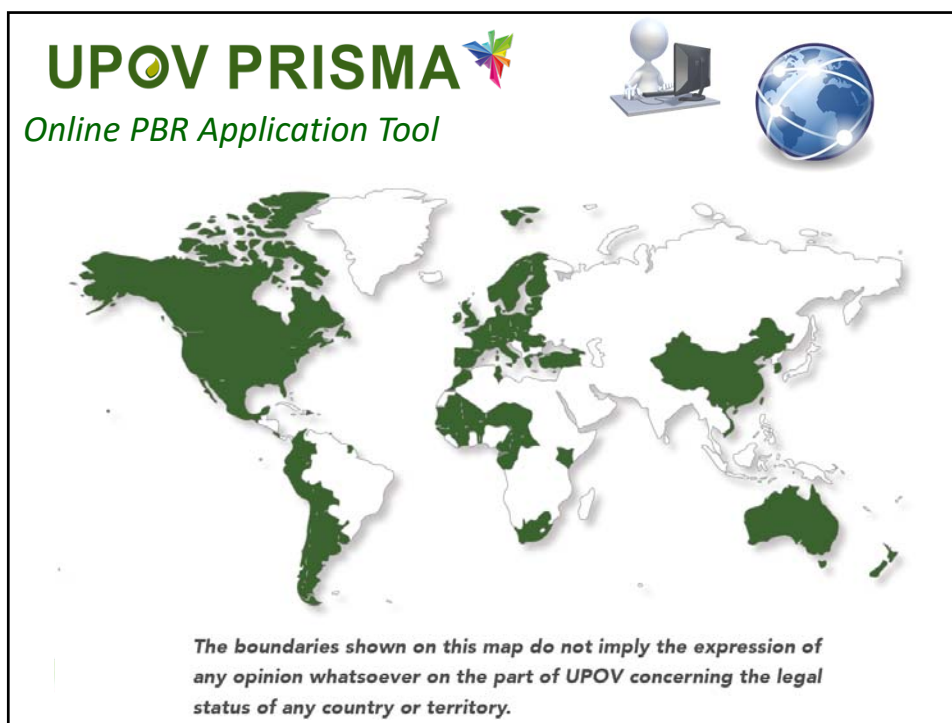 UPOV PRISMA
Online PBR Application Tool
The boundaries shown on this map do not imply the expression of
any opinion whatsoever on the part of UPOV concerning the legal
status of any country or territory.